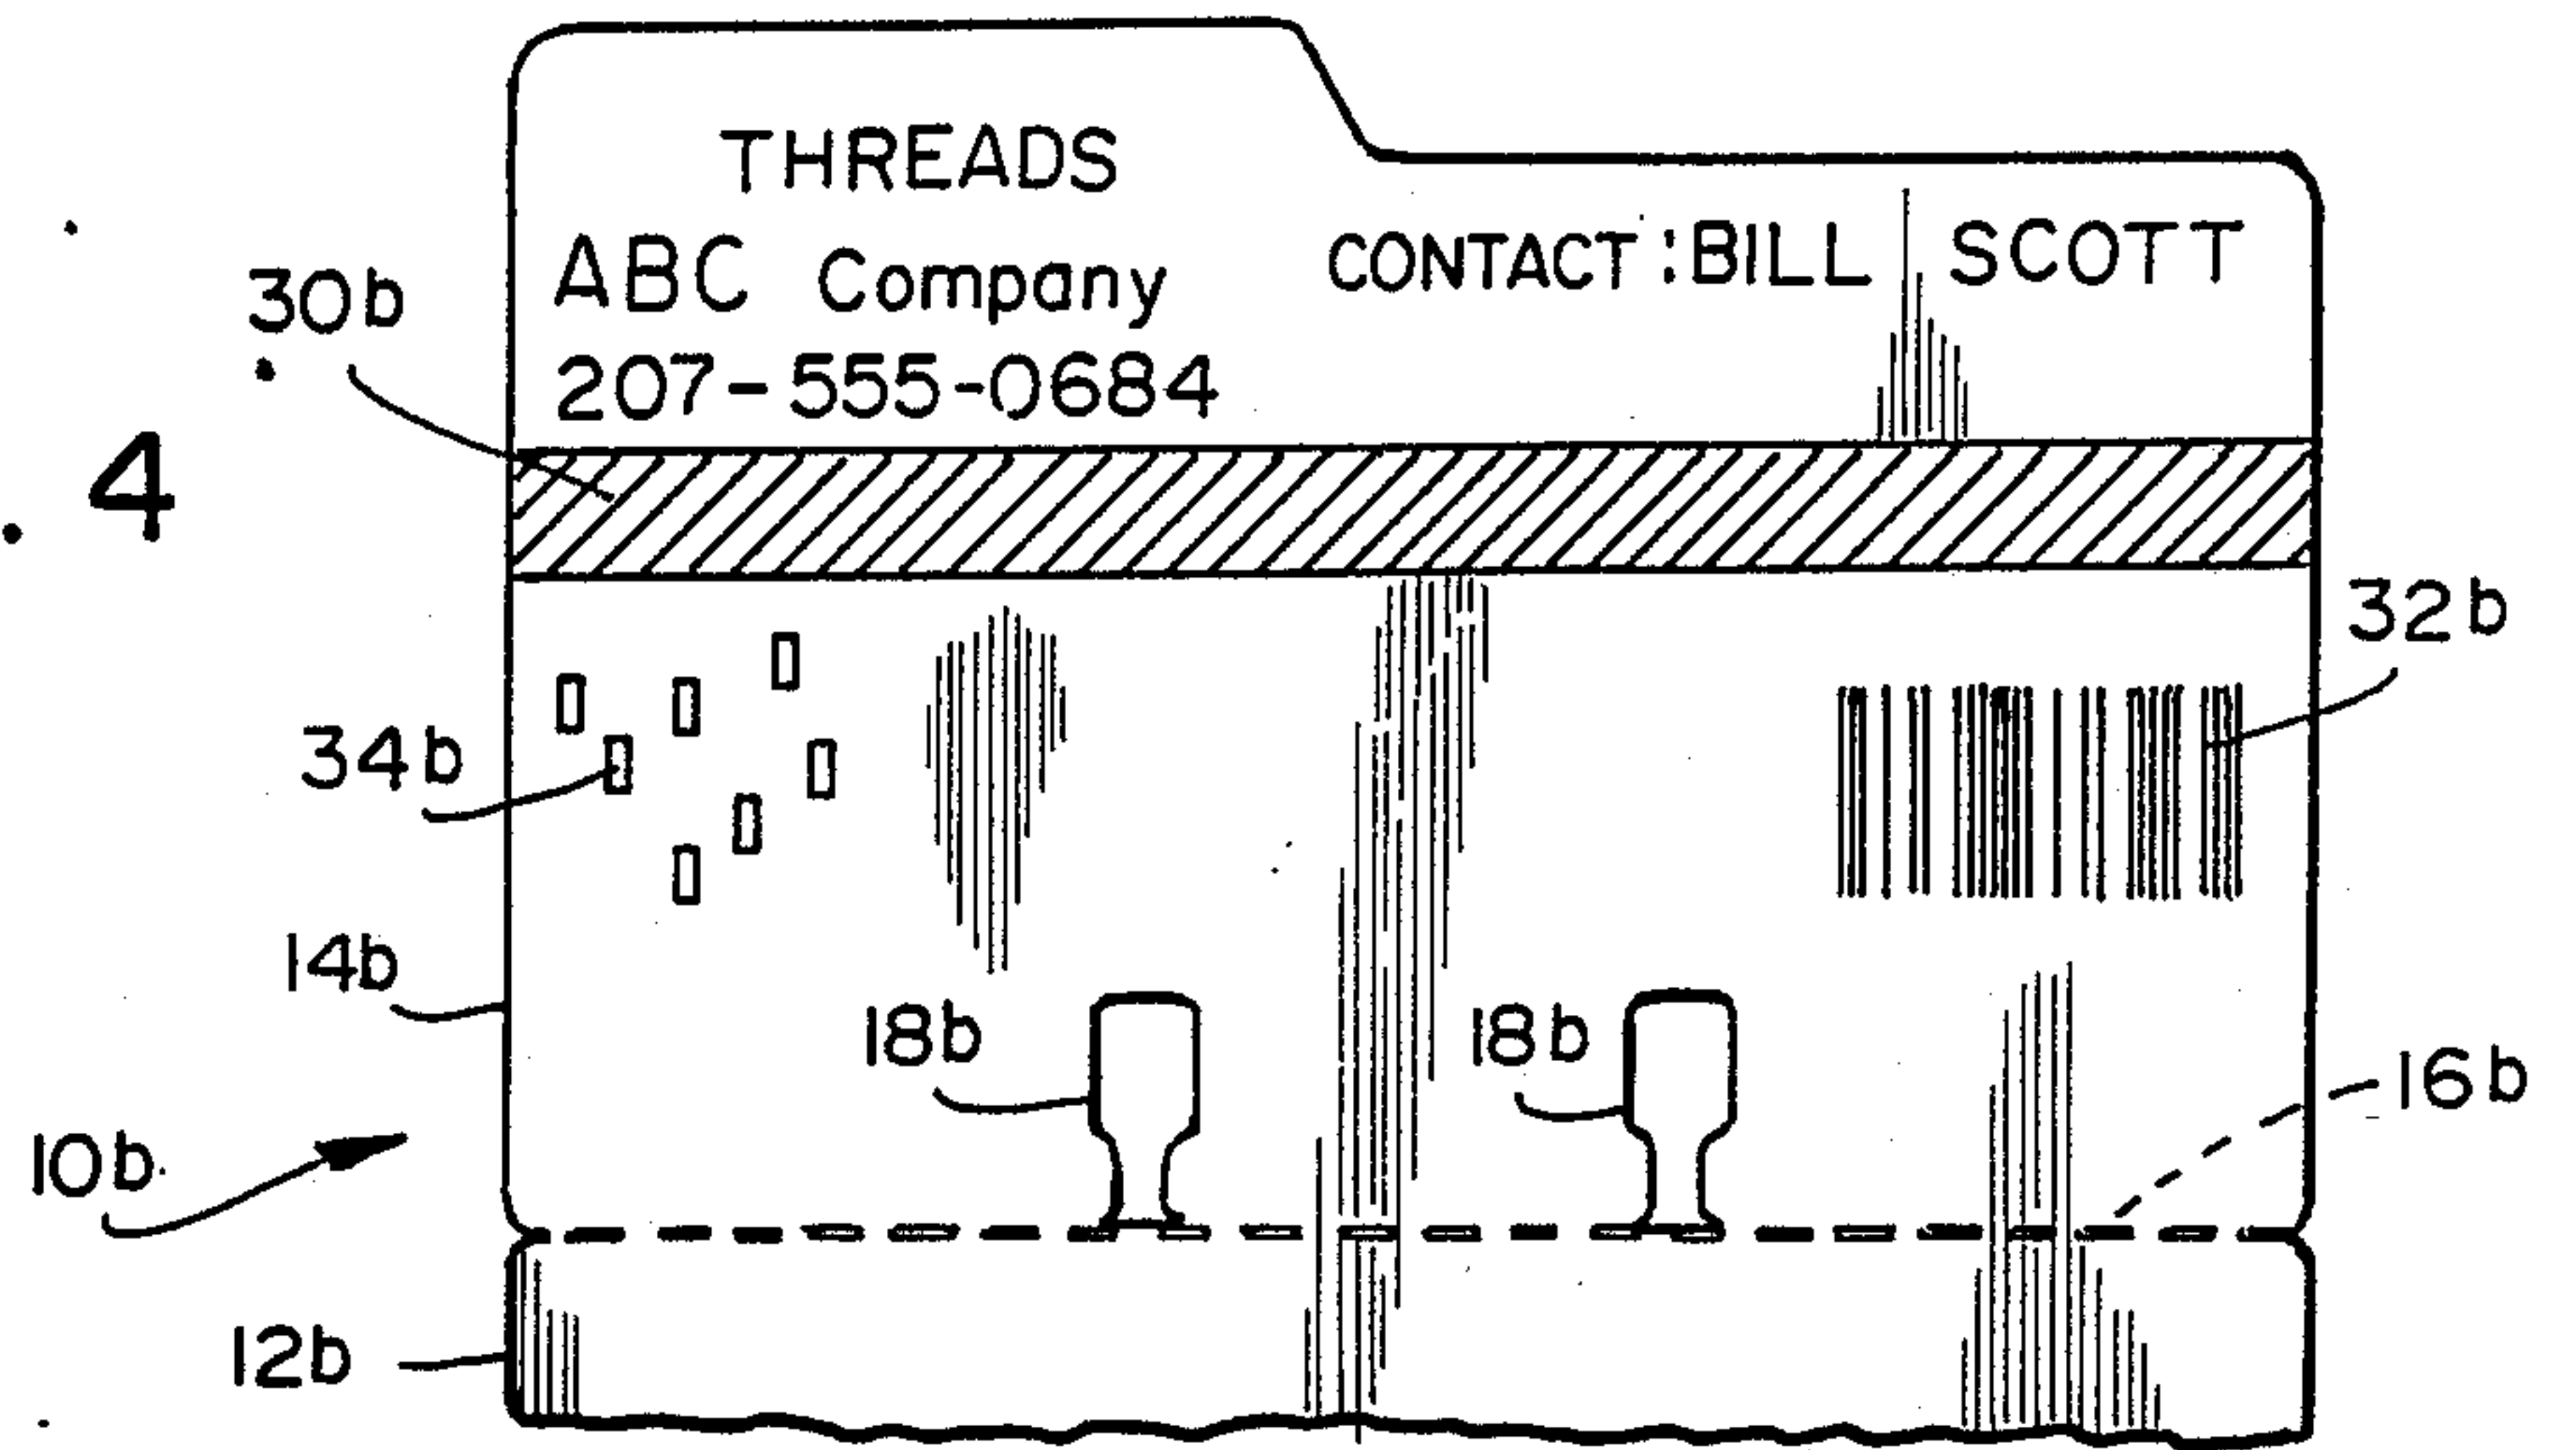 THREADS
ABC Company
CONTACT : BILL SCOTT
207-555-0684
30b
. 4
32b
34b
14b
18b
18b
16b
10b
12b